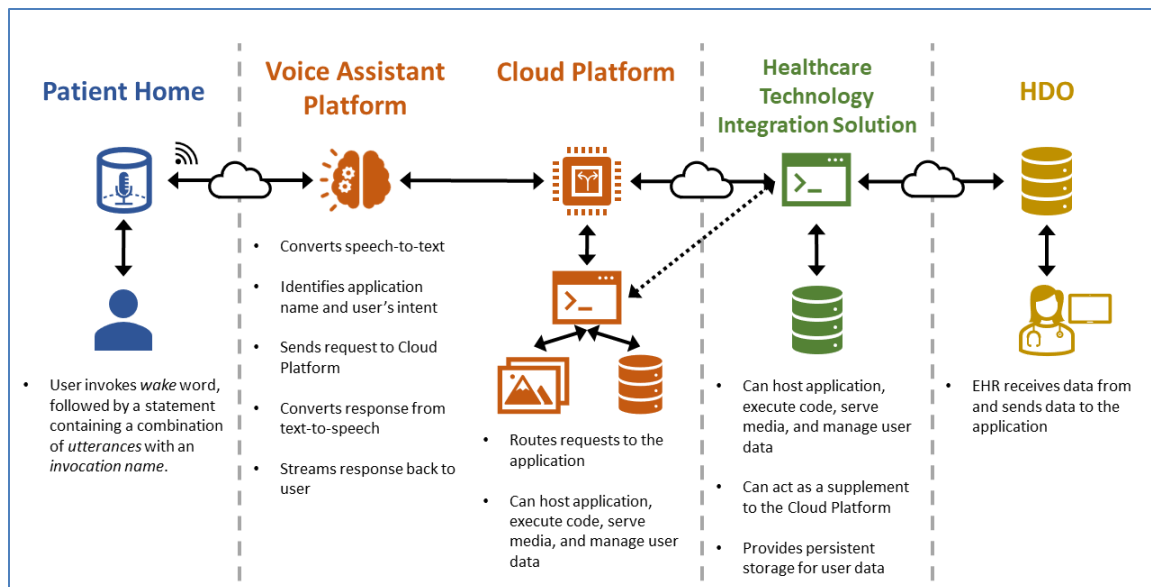 Patient Home
Voice Assistant
Platform
Cloud Platform
Healthcare
Technology
Integration Solution
HDO
• User invokes wake word,
followed by a statement
containing a combination
of utterances with an
invocation name.
• Converts speech-to-text
• Identifies application
name and user's intent
• Sends request to Cloud
Platform
• Converts response from
text-to-speech
• Streams response back to
user
• Routes requests to the
application
• Can host application,
execute code, serve
media, and manage user
data
• Can host application,
execute code, serve
media, and manage user
data
• Can act as a supplement
to the Cloud Platform
• Provides persistent
storage for user data
• EHR receives data from
and sends data to the
application